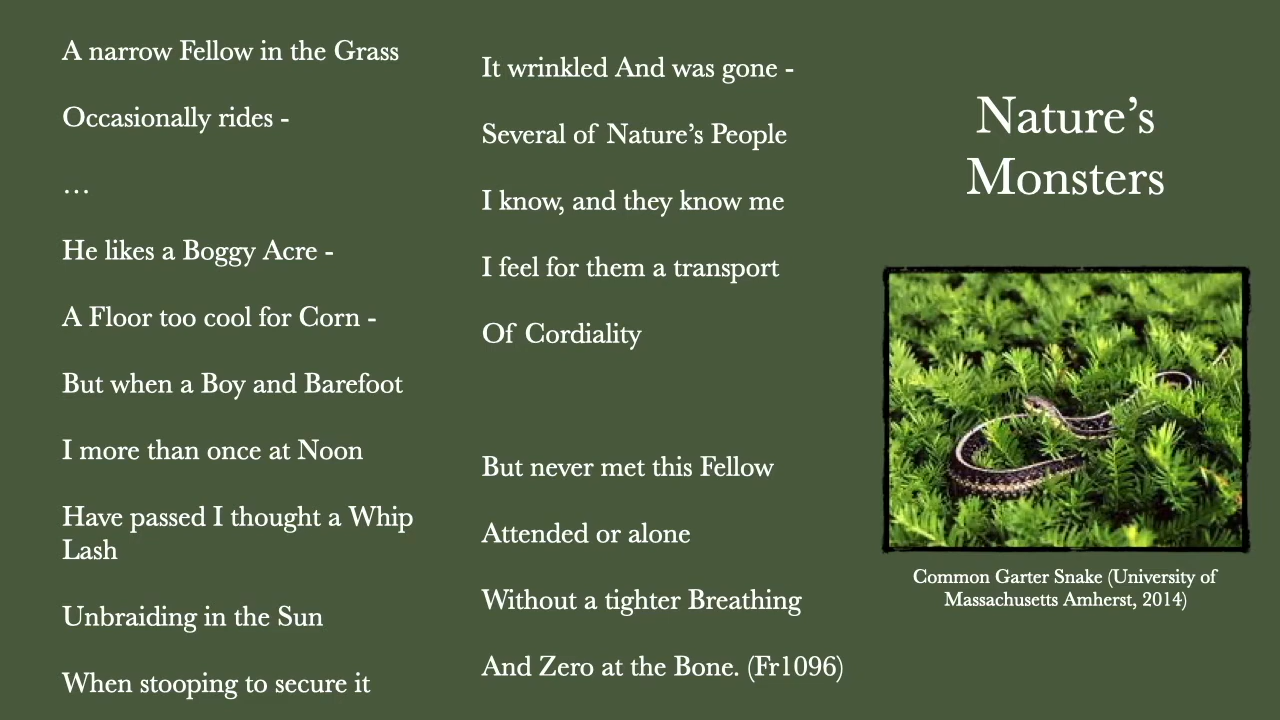 A narrow Fellow in the Grass
Occasionally rides -
…
He likes a Boggy Acre -
A Floor too cool for Corn -
But when a Boy and Barefoot
I more than once at Noon
Have passed I thought a Whip
Lash
Unbraiding in the Sun
When stooping to secure it
It wrinkled And was gone -
Several of Nature’s People
I know, and they know me
I feel for them a transport
Of Cordiality
But never met this Fellow
Attended or alone
Without a tighter Breathing
And Zero at the Bone. (Fr1096)
Nature’s
Monsters
Common Garter Snake (University of
Massachusetts Amherst, 2014)